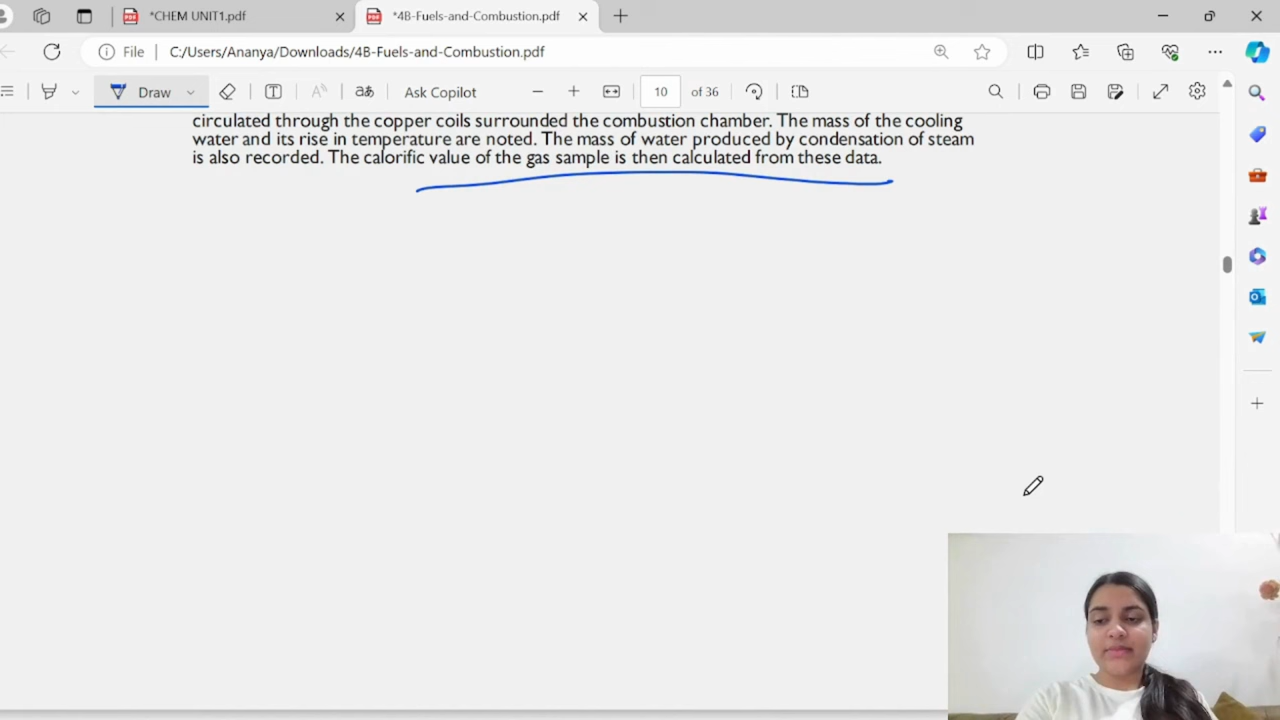 *CHEM UNIT1.pdf
*4B-Fuels-and-Combustion.pdf
File C:/Users/Ananya/Downloads/4B-Fuels-and-Combustion.pdf
Draw aあ Ask Copilot 10 of 36
circulated through the copper coils surrounded the combustion chamber. The mass of the cooling
water and its rise in temperature are noted. The mass of water produced by condensation of steam
is also recorded. The calorific value of the gas sample is then calculated from these data.